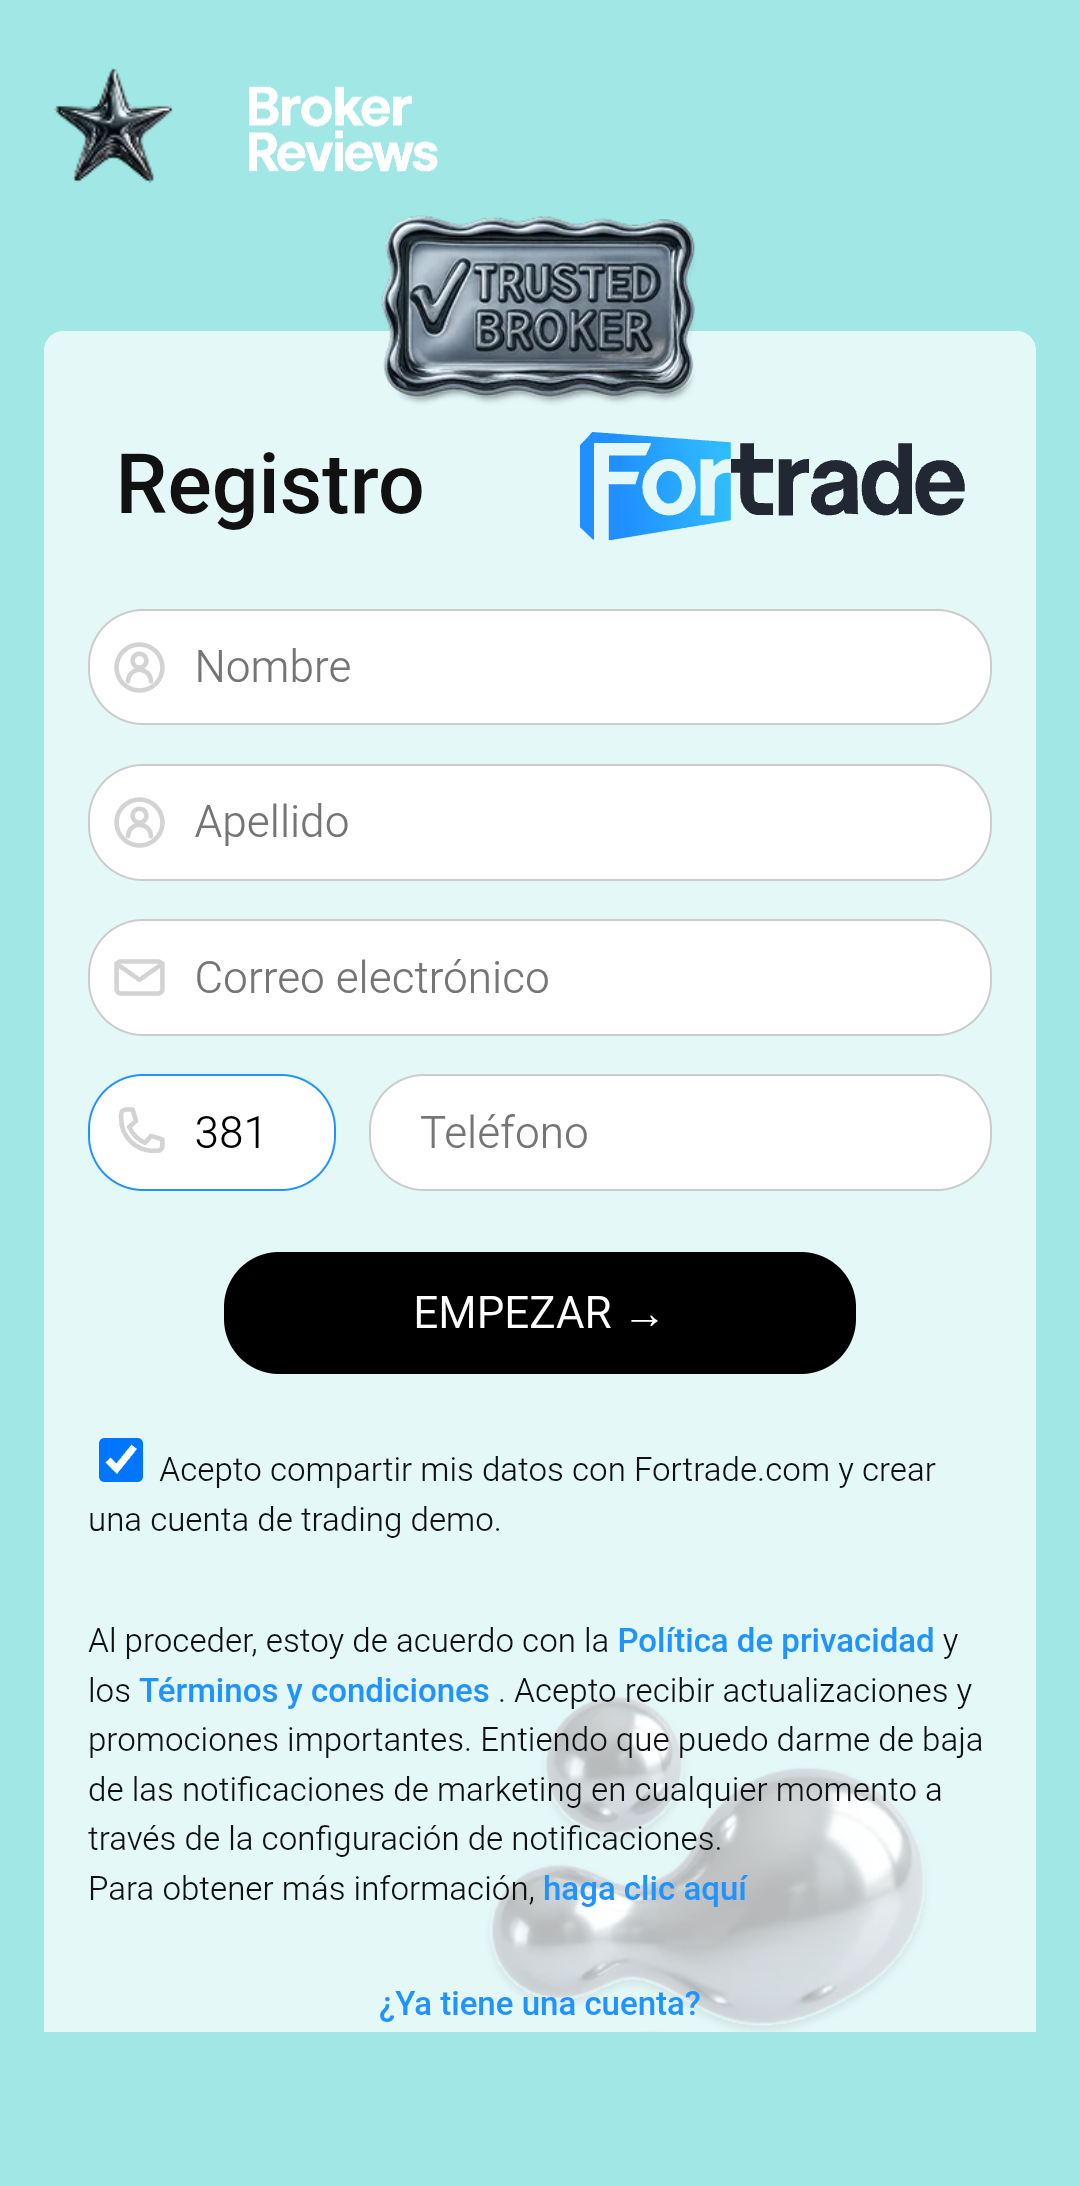 Broker
Reviews
TRUSTED
BROKER
Registro
Fortrade
Nombre
Apellido
Correo electrónico
381
Teléfono
EMPEZAR →
Acepto compartir mis datos con Fortrade.com y crear
una cuenta de trading demo.
Al proceder, estoy de acuerdo con la Política de privacidad y
los Términos y condiciones . Acepto recibir actualizaciones y
promociones importantes. Entiendo que puedo darme de baja
de las notificaciones de marketing en cualquier momento a
través de la configuración de notificaciones.
Para obtener más información, haga clic aquí
¿Ya tiene una cuenta?